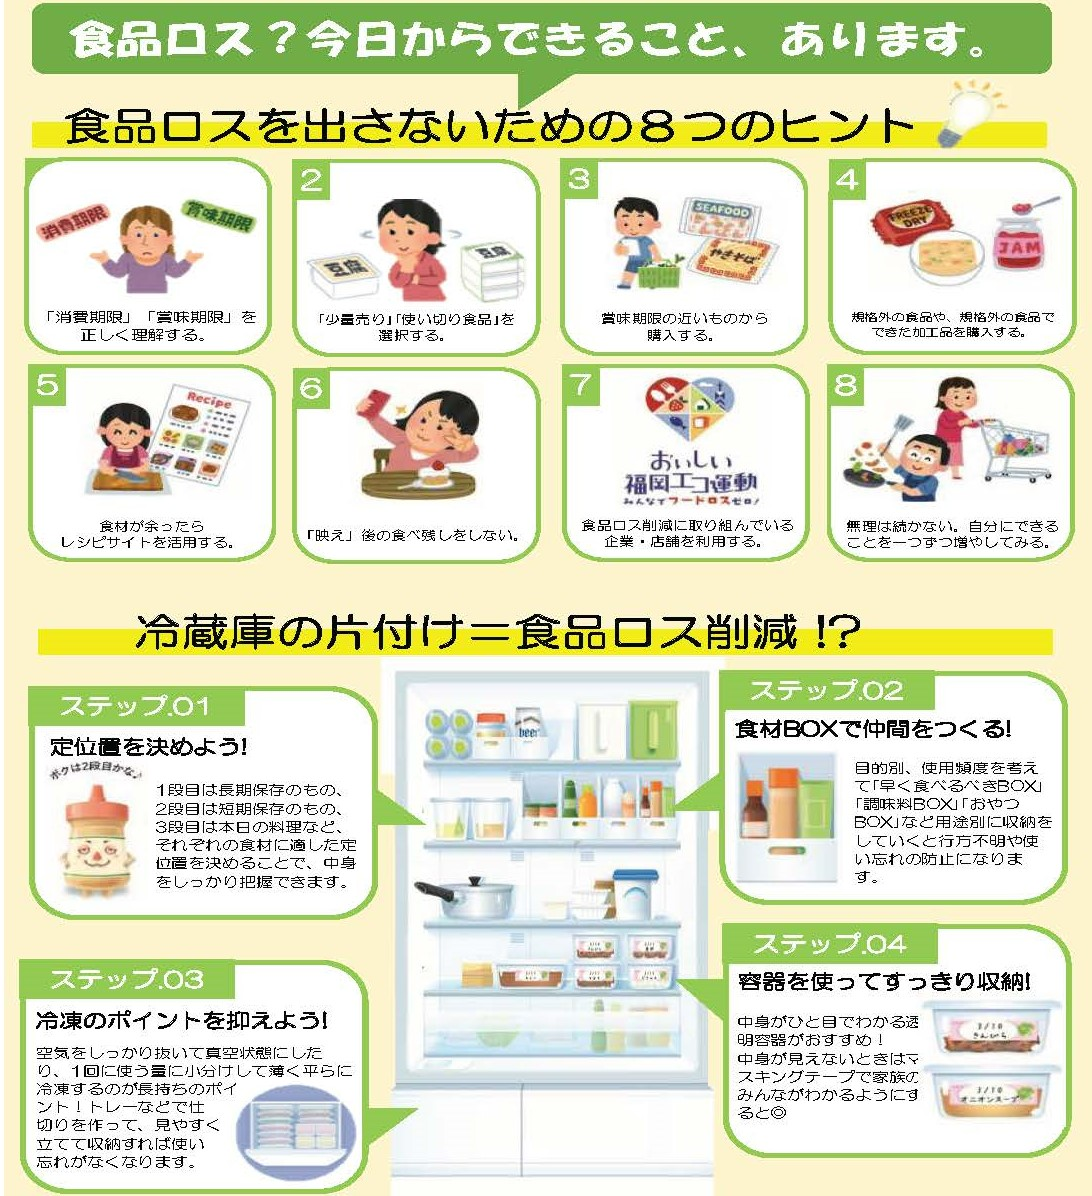 食品ロス？今日からできること、あります。
食品ロスを出さないための８つのヒント
消費期限
賞味期限
「消費期限」「賞味期限」を
正しく理解する。
2
豆腐
豆腐
「少量売り」「使い切り食品」を
選択する。
3
SEAFOOD
やきそば
賞味期限の近いものから
購入する。
4
FREEZE
DRY
JAM
規格外の食品や、規格外の食品で
できた加工品を購入する。
5
Recipe
食材が余ったら
レシピサイトを活用する。
6
「映え」後の食べ残しをしない。
7
おいしい
福岡エコ運動
みんなでフードロスゼロ！
食品ロス削減に取り組んでいる
企業・店舗を利用する。
8
無理は続かない。自分にできる
ことを一つずつ増やしてみる。
冷蔵庫の片付け＝食品ロス削減！？
ステップ.01
定位置を決めよう!
ボクは2段目かな♪
1段目は長期保存のもの、
2段目は短期保存のもの、
3段目は本日の料理など、
それぞれの食材に適した定
位置を決めることで、中身
をしっかり把握できます。
beer
ステップ.02
食材BOXで仲間をつくる!
目的別、使用頻度を考え
て「早く食べるべきBOX」
「調味料BOX」「おやつ
BOX」など用途別に収納を
していくと行方不明や使
い忘れの防止になりま
す。
ステップ.03
冷凍のポイントを抑えよう!
空気をしっかり抜いて真空状態にした
り、1回に使う量に小分けして薄く平らに
冷凍するのが長持ちのポイ
ント！トレーなどで仕
切りを作って、見やすく
立てて収納すれば使い
忘れがなくなります。
ステップ.04
容器を使ってすっきり収納!
中身がひと目でわかる透
明容器がおすすめ！
中身が見えないときはマ
スキングテープで家族の
みんながわかるようにす
ると◎
3/10
きんぴら
3/10
オニオンスープ